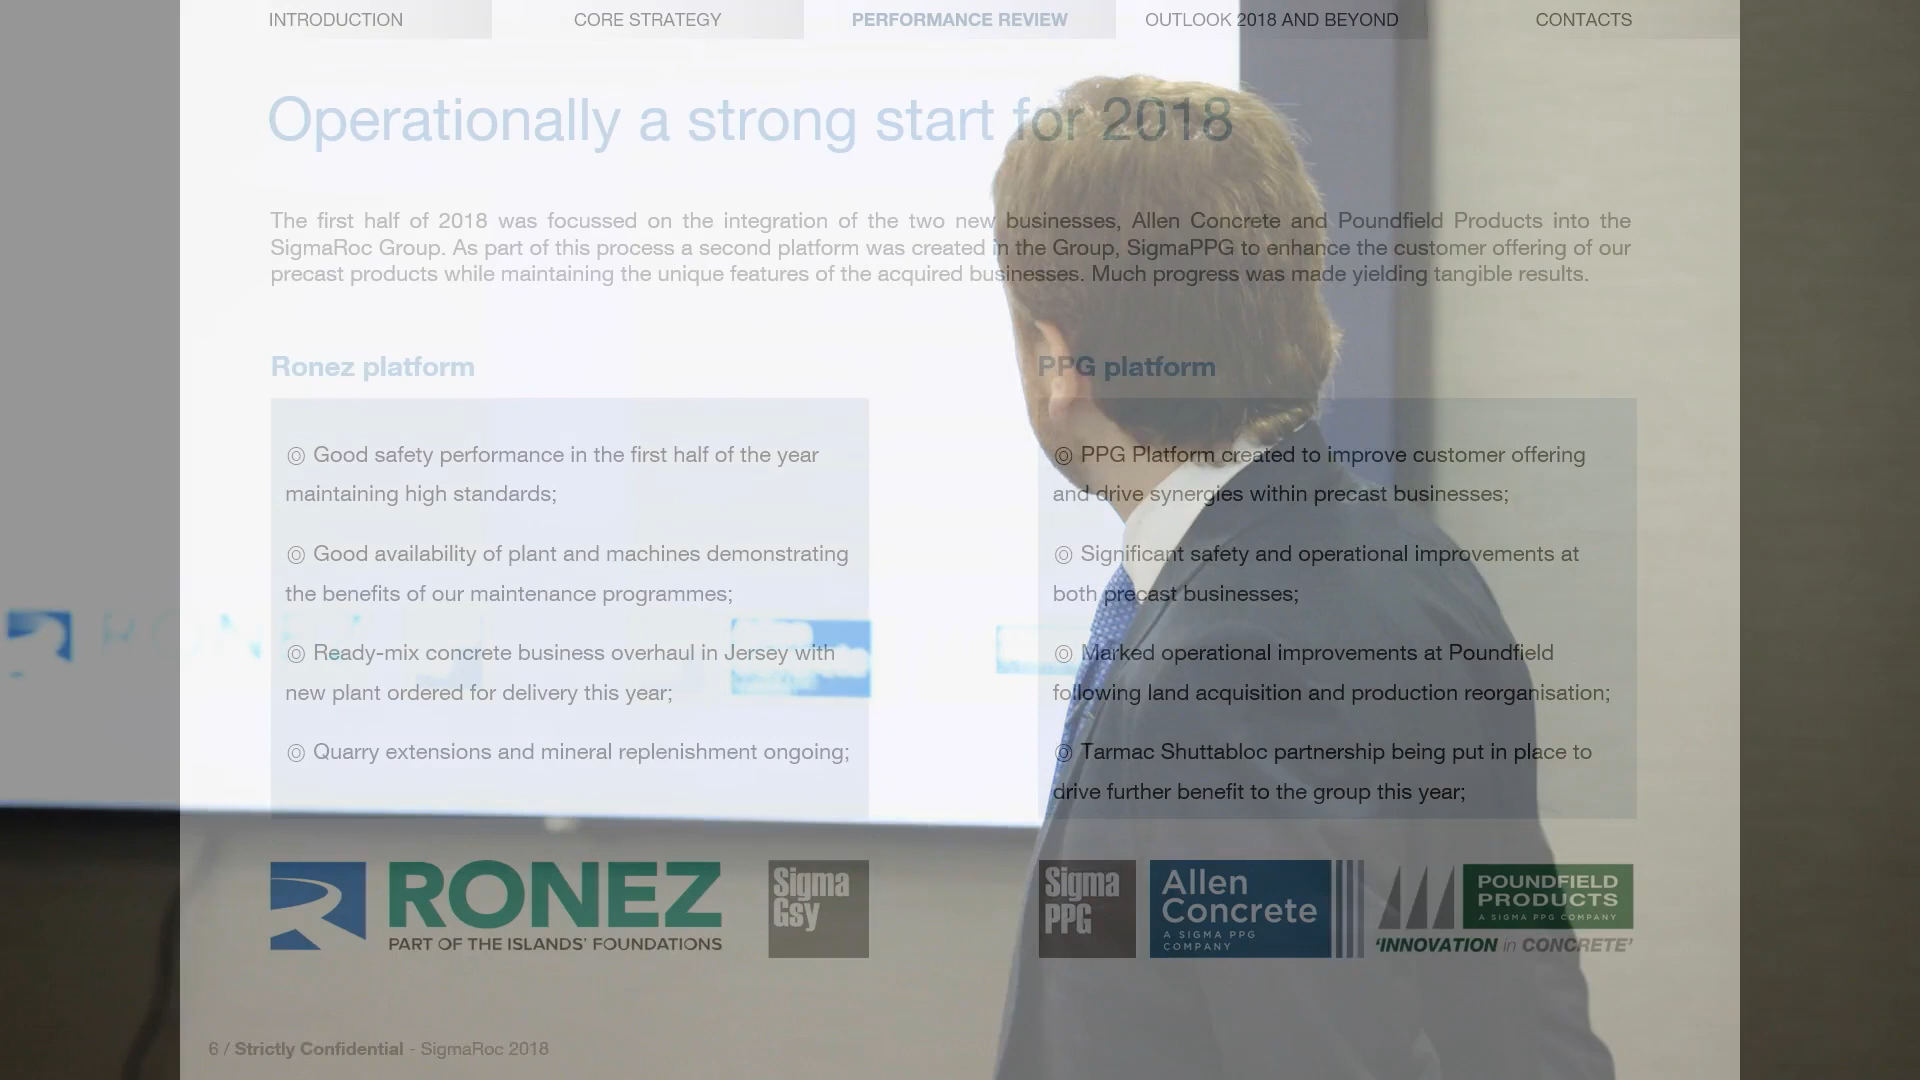 INTRODUCTION
CORE STRATEGY
PERFORMANCE REVIEW
OUTLOOK 2018 AND BEYOND
CONTACTS
Operationally a strong start for 2018
The first half of 2018 was focussed on the integration of the two new businesses, Allen Concrete and Poundfield Products into the
SigmaRoc Group. As part of this process a second platform was created in the Group, SigmaPPG to enhance the customer offering of our
precast products while maintaining the unique features of the acquired businesses. Much progress was made yielding tangible results.
Ronez platform
◎ Good safety performance in the first half of the year
maintaining high standards;
◎ Good availability of plant and machines demonstrating
the benefits of our maintenance programmes;
◎ Ready-mix concrete business overhaul in Jersey with
new plant ordered for delivery this year;
◎ Quarry extensions and mineral replenishment ongoing;
PPG platform
◎ PPG Platform created to improve customer offering
and drive synergies within precast businesses;
◎ Significant safety and operational improvements at
both precast businesses;
◎ Marked operational improvements at Poundfield
following land acquisition and production reorganisation;
◎ Tarmac Shuttabloc partnership being put in place to
drive further benefit to the group this year;
RONEZ
RONEZ
PART OF THE ISLANDS' FOUNDATIONS
Sigma
Gsy
Sigma
PPG
Allen
Concrete
A SIGMA PPG
COMPANY
POUNDFIELD
PRODUCTS
A SIGMA PPG COMPANY
'INNOVATION in CONCRETE'
6 / Strictly Confidential - SigmaRoc 2018